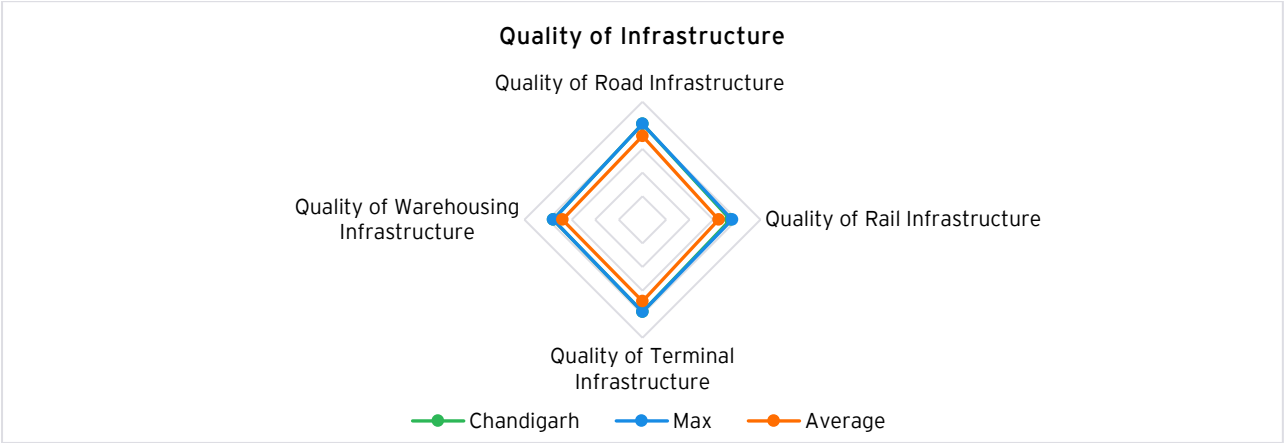 Quality of Infrastructure
Quality of Road Infrastructure
Quality of Warehousing
Infrastructure
Quality of Rail Infrastructure
Quality of Terminal
Infrastructure
Chandigarh Max Average